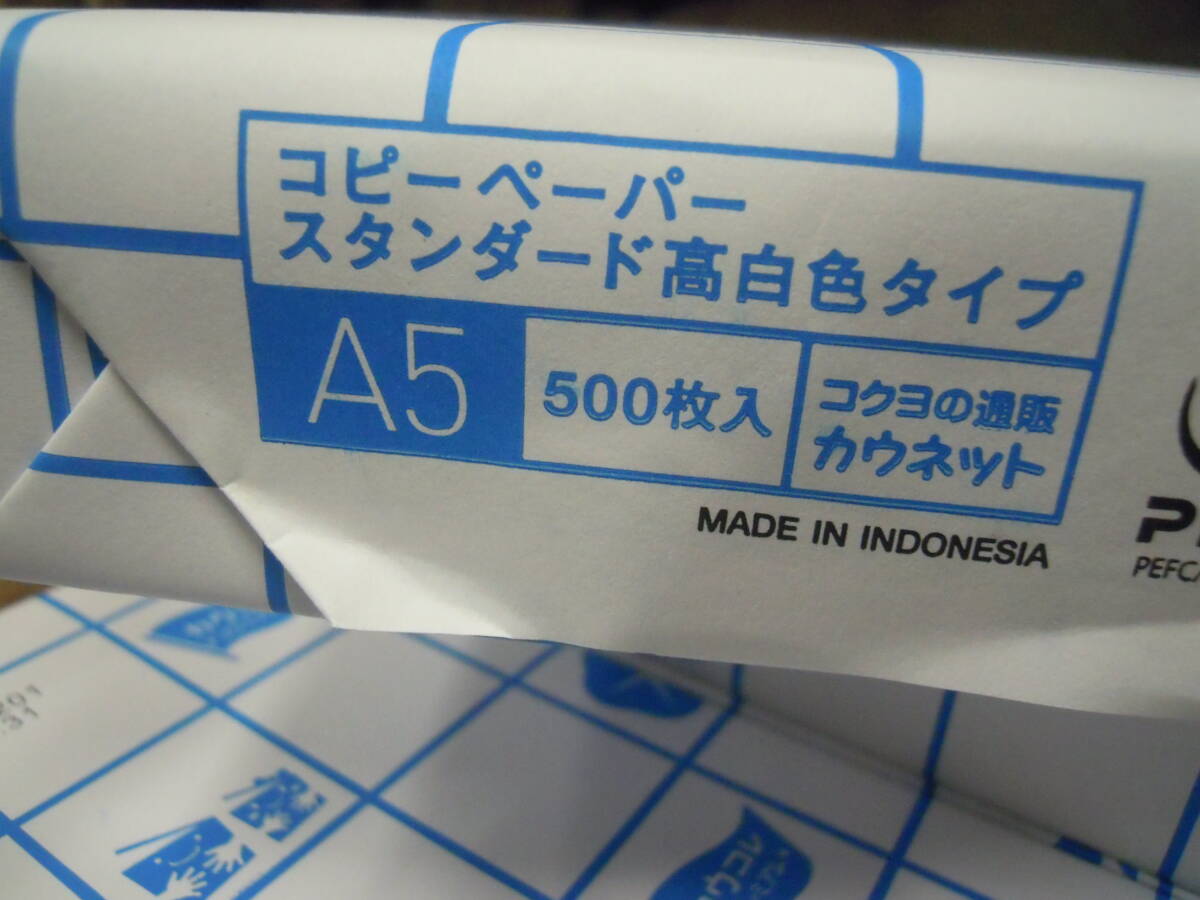 コピーペーパー
スタンダード高白色タイプ
A5
500枚入
コクヨの通販
カウネット
MADE IN INDONESIA